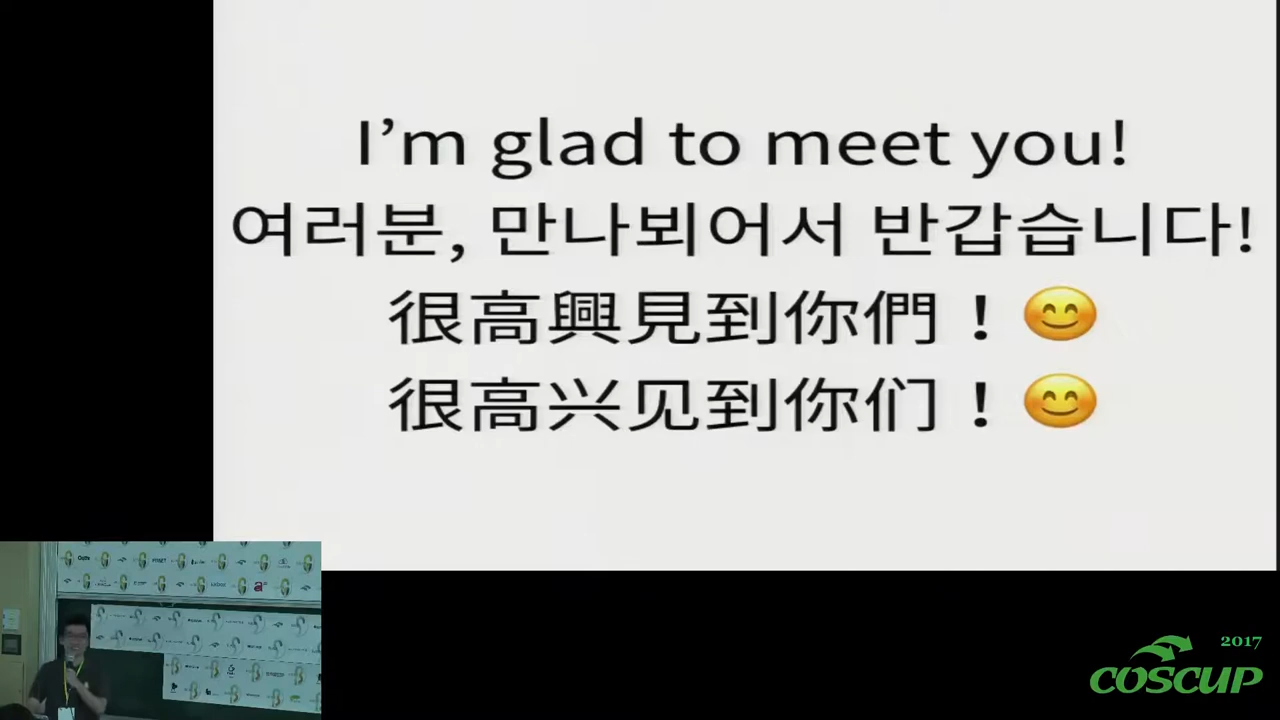 I’m glad to meet you!
여러분, 만나뵈어서 반갑습니다!
很高興見到你們！😊
很高兴见到你们！😊
2017
COSCUP